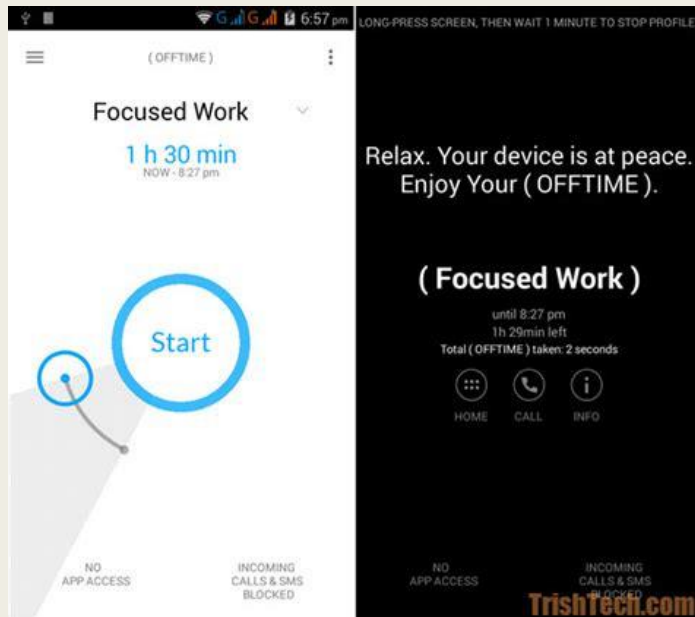 G G 6:57 pm
( OFFTIME )
Focused Work
1 h 30 min
NOW - 8:27 pm
Start
NO
APP ACCESS
INCOMING
CALLS & SMS
BLOCKED
LONG-PRESS SCREEN, THEN WAIT 1 MINUTE TO STOP PROFILE
Relax. Your device is at peace.
Enjoy Your ( OFFTIME ).
( Focused Work )
until 8:27 pm
1h 29min left
Total ( OFFTIME ) taken: 2 seconds
HOME CALL INFO
NO
APP ACCESS
INCOMING
CALLS & SMS
BLOCKED
TrishTech.com